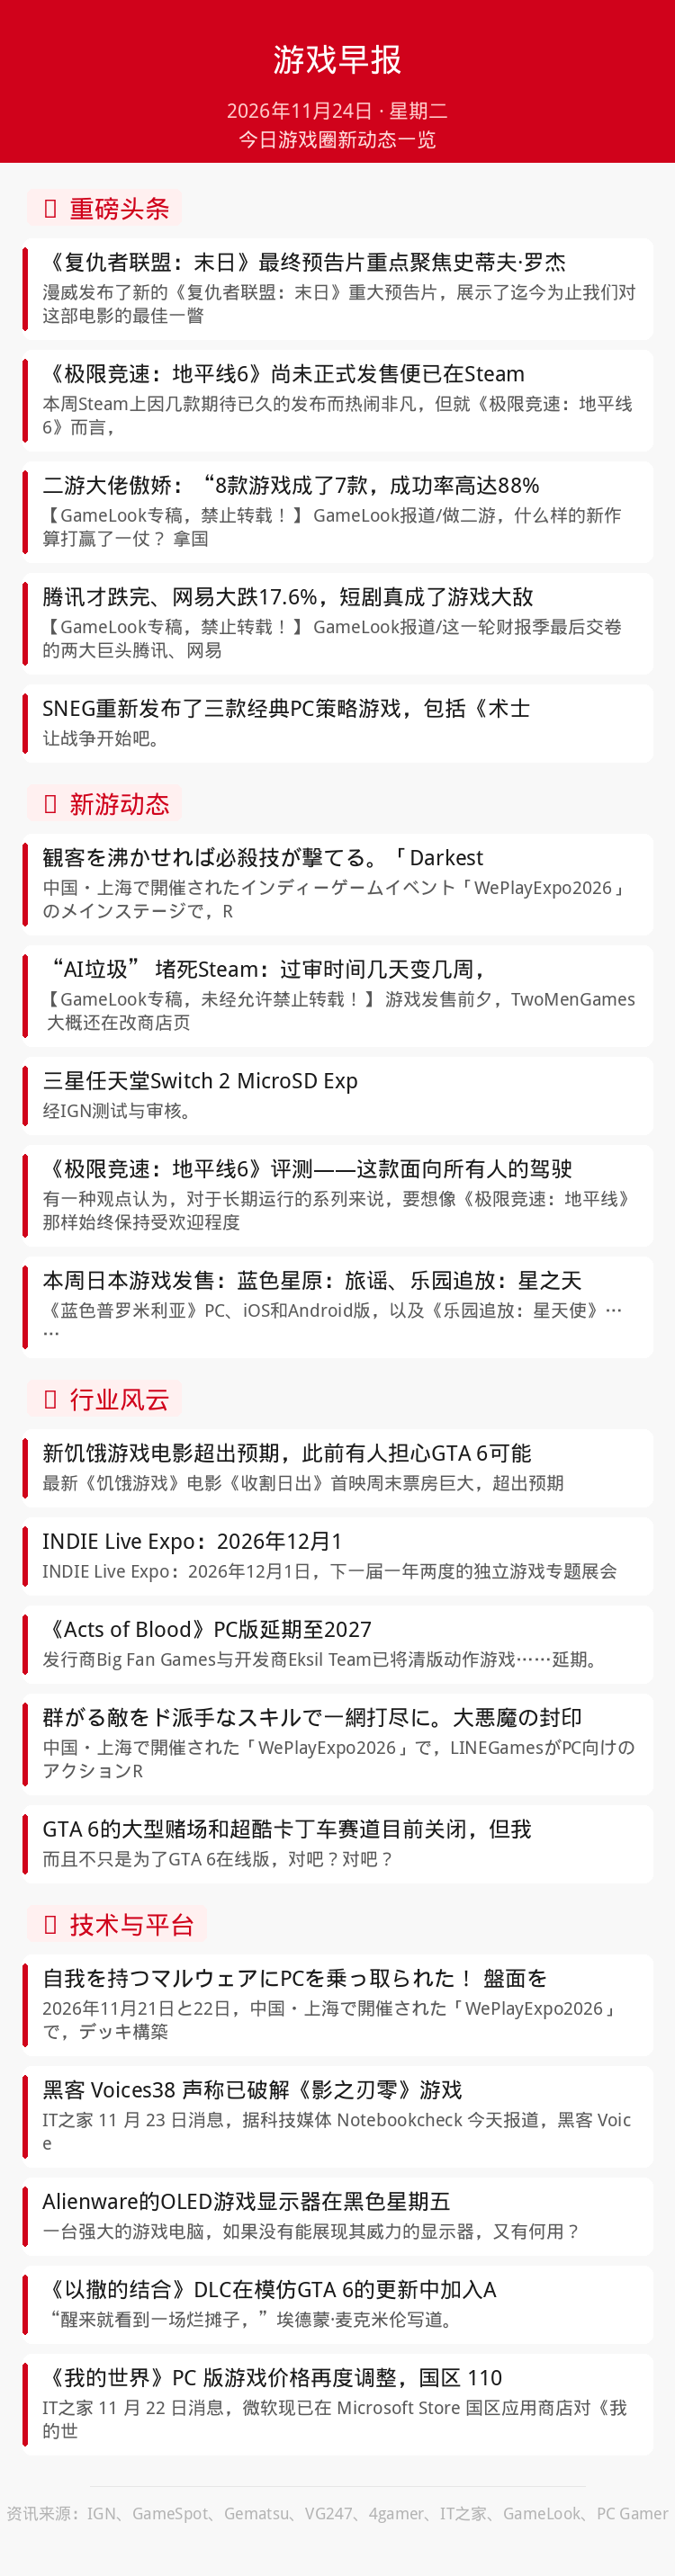 游戏早报
2026年11月24日 · 星期二
今日游戏圈新动态一览
重磅头条
《复仇者联盟：末日》最终预告片重点聚焦史蒂夫·罗杰
漫威发布了新的《复仇者联盟：末日》重大预告片，展示了迄今为止我们对
这部电影的最佳一瞥
《极限竞速：地平线6》尚未正式发售便已在Steam
本周Steam上因几款期待已久的发布而热闹非凡，但就《极限竞速：地平线
6》而言，
二游大佬傲娇：“8款游戏成了7款，成功率高达88%
【GameLook专稿，禁止转载！】GameLook报道/做二游，什么样的新作
算打赢了一仗？ 拿国
腾讯才跌完、网易大跌17.6%，短剧真成了游戏大敌
【GameLook专稿，禁止转载！】GameLook报道/这一轮财报季最后交卷
的两大巨头腾讯、网易
SNEG重新发布了三款经典PC策略游戏，包括《术士
让战争开始吧。
新游动态
観客を沸かせれば必殺技が撃てる。「Darkest
中国・上海で開催されたインディーゲームイベント「WePlayExpo2026」
のメインステージで，R
“AI垃圾” 堵死Steam：过审时间几天变几周，
【GameLook专稿，未经允许禁止转载！】游戏发售前夕，TwoMenGames
大概还在改商店页
三星任天堂Switch 2 MicroSD Exp
经IGN测试与审核。
《极限竞速：地平线6》评测——这款面向所有人的驾驶
有一种观点认为，对于长期运行的系列来说，要想像《极限竞速：地平线》
那样始终保持受欢迎程度
本周日本游戏发售：蓝色星原：旅谣、乐园追放：星之天
《蓝色普罗米利亚》PC、iOS和Android版，以及《乐园追放：星天使》…
…
行业风云
新饥饿游戏电影超出预期，此前有人担心GTA 6可能
最新《饥饿游戏》电影《收割日出》首映周末票房巨大，超出预期
INDIE Live Expo：2026年12月1
INDIE Live Expo：2026年12月1日，下一届一年两度的独立游戏专题展会
《Acts of Blood》PC版延期至2027
发行商Big Fan Games与开发商Eksil Team已将清版动作游戏……延期。
群がる敵をド派手なスキルで一網打尽に。大悪魔の封印
中国・上海で開催された「WePlayExpo2026」で，LINEGamesがPC向けの
アクションR
GTA 6的大型赌场和超酷卡丁车赛道目前关闭，但我
而且不只是为了GTA 6在线版，对吧？对吧？
技术与平台
自我を持つマルウェアにPCを乗っ取られた！ 盤面を
2026年11月21日と22日，中国・上海で開催された「WePlayExpo2026」
で，デッキ構築
黑客 Voices38 声称已破解《影之刃零》游戏
IT之家 11 月 23 日消息，据科技媒体 Notebookcheck 今天报道，黑客 Voic
e
Alienware的OLED游戏显示器在黑色星期五
一台强大的游戏电脑，如果没有能展现其威力的显示器，又有何用？
《以撒的结合》DLC在模仿GTA 6的更新中加入A
“醒来就看到一场烂摊子，”埃德蒙·麦克米伦写道。
《我的世界》PC 版游戏价格再度调整，国区 110
IT之家 11 月 22 日消息，微软现已在 Microsoft Store 国区应用商店对《我
的世
资讯来源：IGN、GameSpot、Gematsu、VG247、4gamer、IT之家、GameLook、PC Gamer